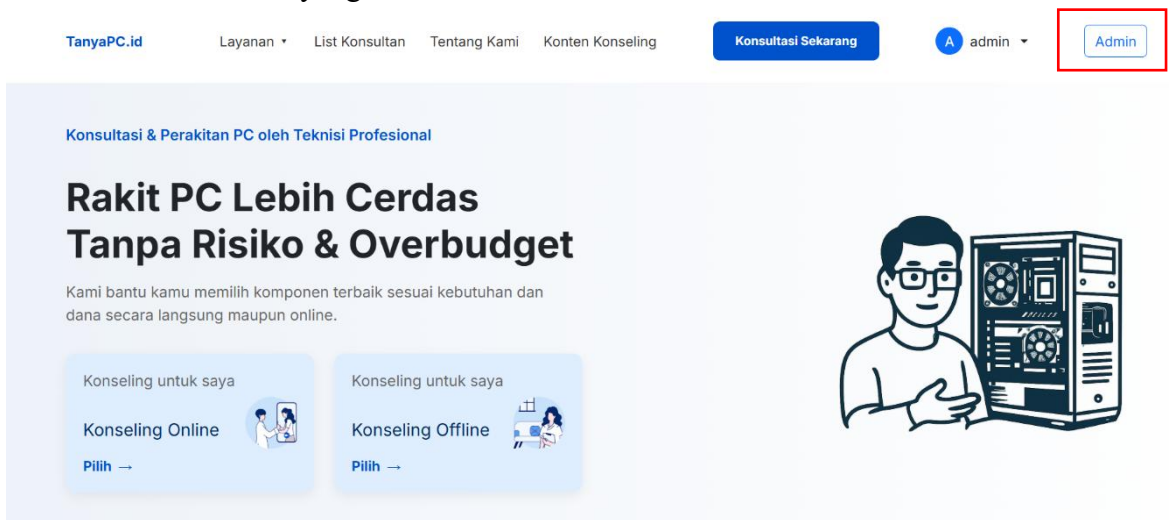 TanyaPC.id Layanan ▾ List Konsultan Tentang Kami Konten Konseling Konsultasi Sekarang A admin ▾ Admin
Konsultasi & Perakitan PC oleh Teknisi Profesional
Rakit PC Lebih Cerdas
Tanpa Risiko & Overbudget
Kami bantu kamu memilih komponen terbaik sesuai kebutuhan dan
dana secara langsung maupun online.
Konseling untuk saya
Konseling Online
Pilih →
Konseling untuk saya
Konseling Offline
Pilih →